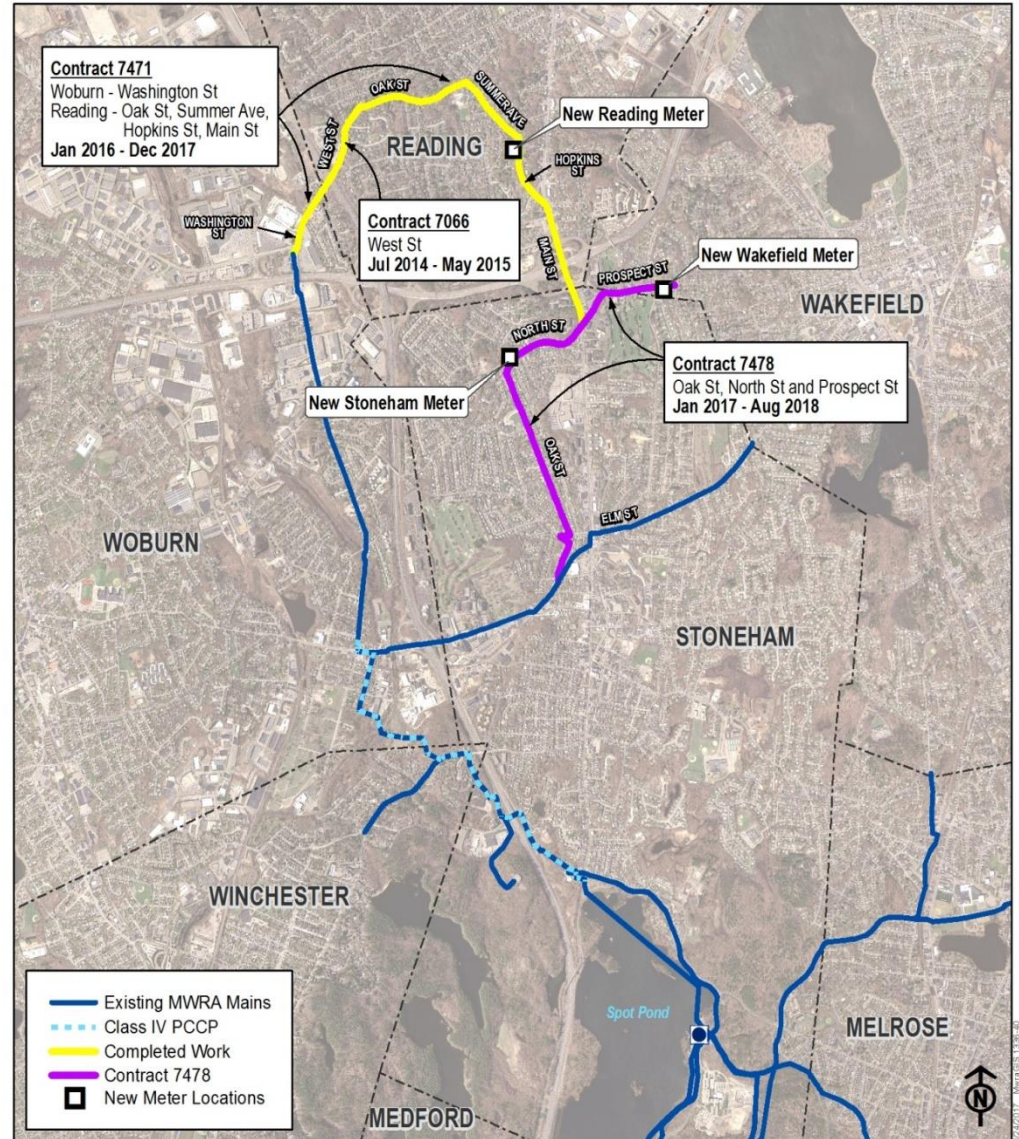 Contract 7471
Woburn - Washington St
Reading - Oak St, Summer Ave,
Hopkins St, Main St
Jan 2016 - Dec 2017
OAK ST
SUMMER AVE
New Reading Meter
READING
WEST ST
HOPKINS
ST
WASHINGTON
ST
Contract 7066
West St
Jul 2014 - May 2015
MAIN ST
New Wakefield Meter
PROSPECT ST
WAKEFIELD
NORTH ST
New Stoneham Meter
Contract 7478
Oak St, North St and Prospect St
Jan 2017 - Aug 2018
OAK ST
ELM ST
WOBURN
STONEHAM
WINCHESTER
Existing MWRA Mains
Class IV PCCP
Completed Work
Contract 7478
New Meter Locations
Spot Pond
MELROSE
MEDFORD
N